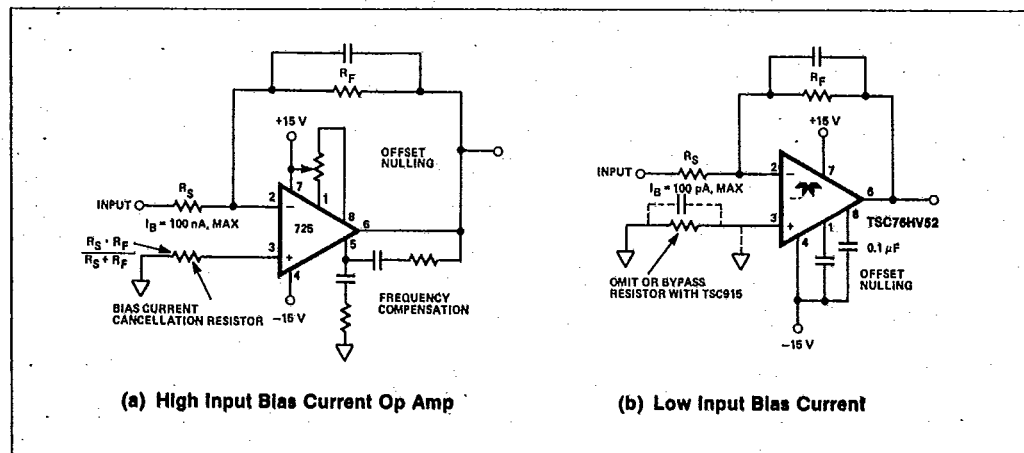 R_F
+15 V
OFFSET
NULLING
7
1
R_S
INPUT
2
–
8
I_B = 100 nA, MAX
725
6
R_S · R_F
R_S + R_F
3
+
5
4
BIAS CURRENT
CANCELLATION RESISTOR
–15 V
FREQUENCY
COMPENSATION
(a) High Input Bias Current Op Amp
R_F
+15 V
R_S
INPUT
2
–
7
I_B = 100 pA, MAX
6
TSC76HV52
3
+
1
8
4
0.1 µF
OMIT OR BYPASS
RESISTOR WITH TSC915
OFFSET
NULLING
–15 V
(b) Low Input Bias Current